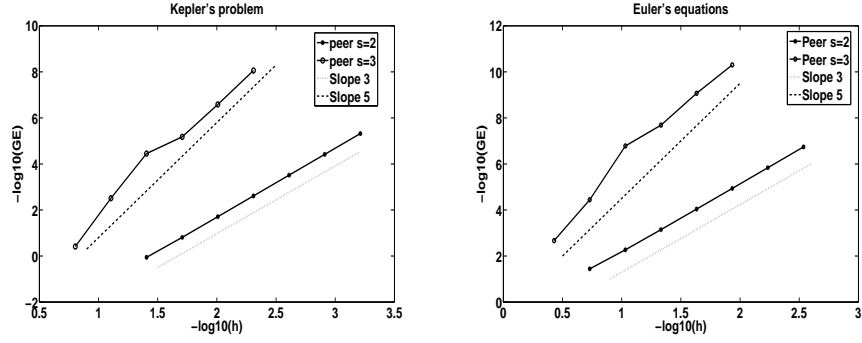 Kepler's problem
10
8
6
4
2
0
−2
−log10(GE)
0.5 1 1.5 2 2.5 3 3.5
−log10(h)
peer s=2
peer s=3
Slope 3
Slope 5
Euler's equations
12
10
8
6
4
2
0
−log10(GE)
0 0.5 1 1.5 2 2.5 3
−log10(h)
Peer s=2
Peer s=3
Slope 3
Slope 5